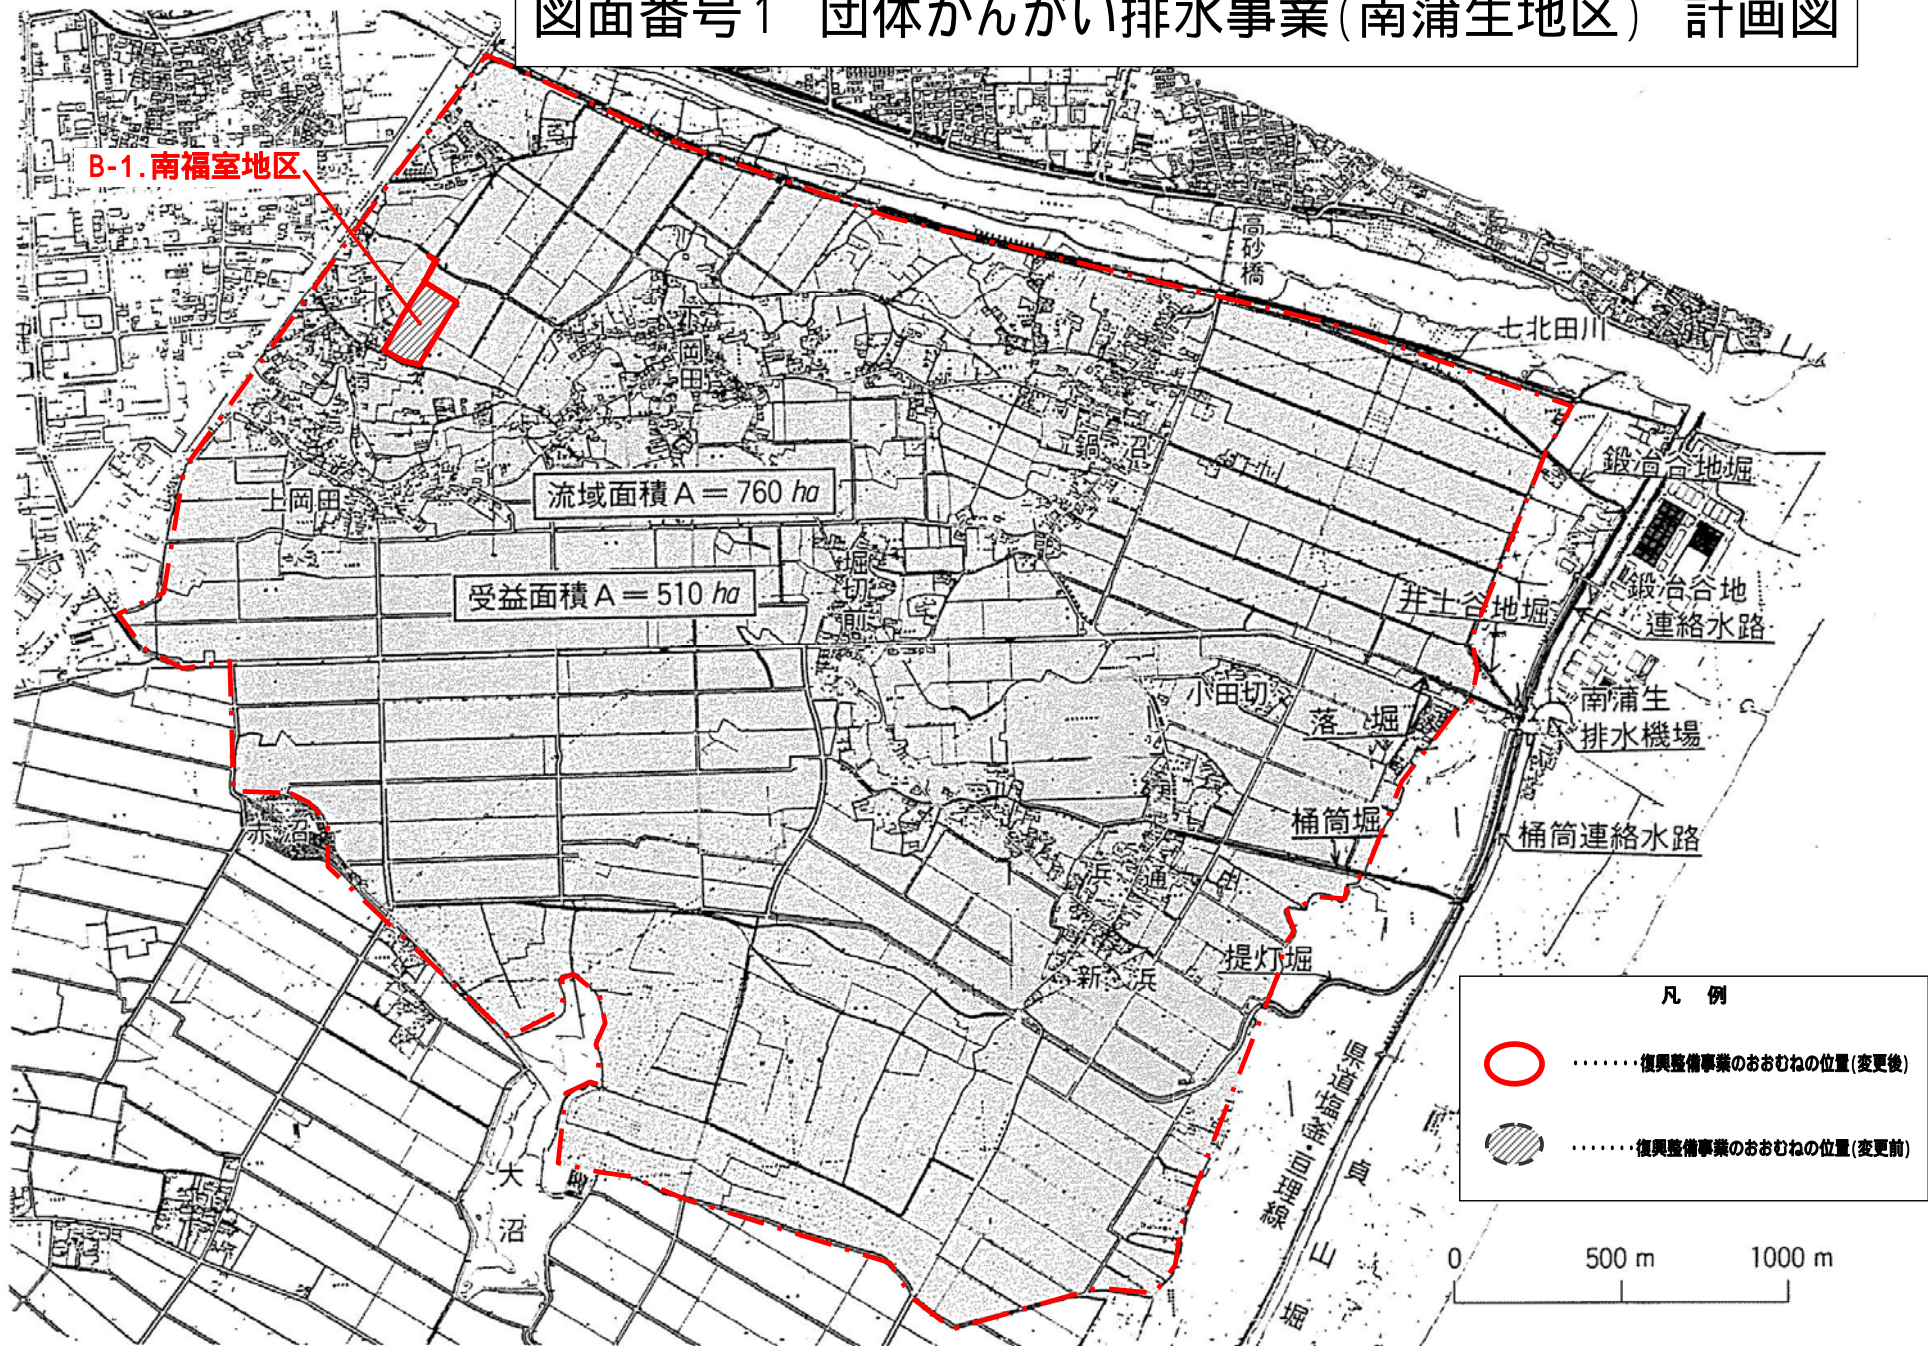 図面番号1 団体かんがい排水事業(南蒲生地区) 計画図
B-1.南福室地区
高砂橋
七北田川
岡田
鍋沼
鍛冶谷地堀
上岡田
流域面積A=760 ha
受益面積A=510 ha
堀切前
井土谷地堀
鍛冶谷地
連絡水路
小田切
落堀
南蒲生
排水機場
赤沼
桶筒堀
桶筒連絡水路
浜通
新浜
提灯堀
県道塩釜・亘理線
貞山堀
大沼
凡 例
・・・・・・・復興整備事業のおおむねの位置(変更後)
・・・・・・・復興整備事業のおおむねの位置(変更前)
0 500 m 1000 m